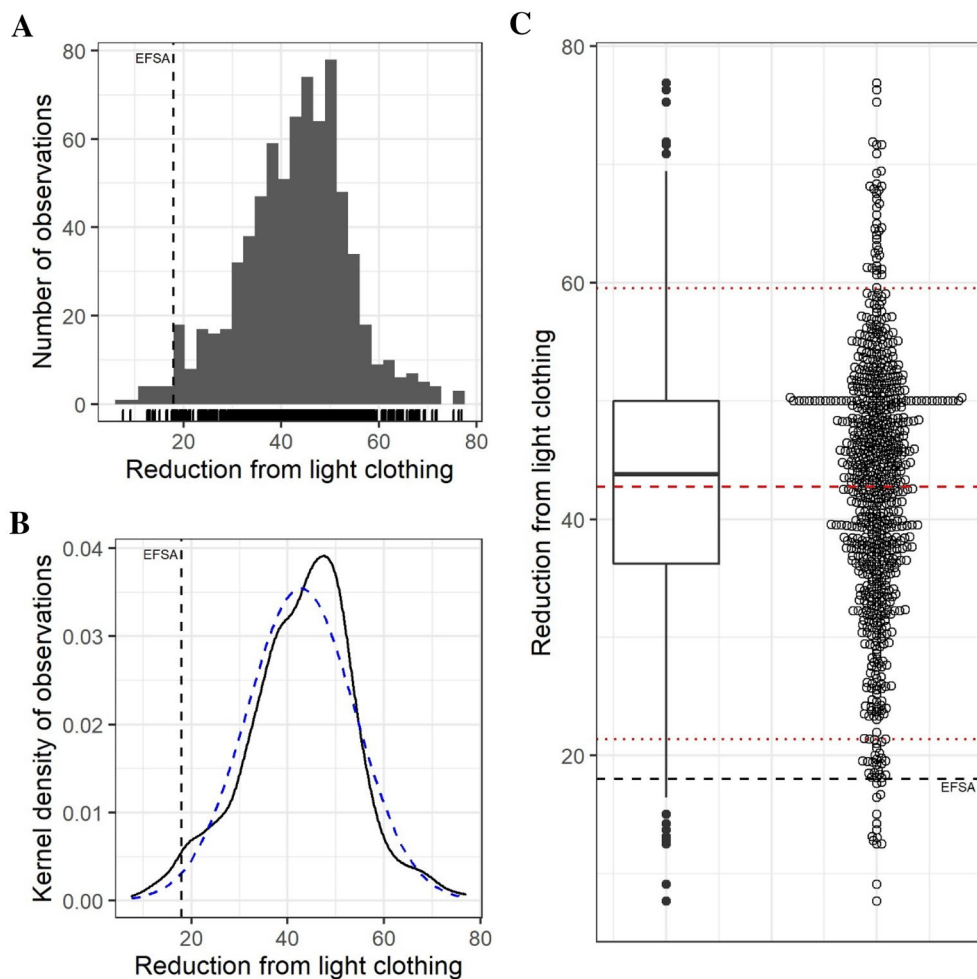 A
EFSA
80
60
40
20
0
Number of observations
20 40 60 80
Reduction from light clothing
B
EFSA
0.04
0.03
0.02
0.01
0.00
Kernel density of observations
20 40 60 80
Reduction from light clothing
C
80
60
40
20
Reduction from light clothing
EFSA